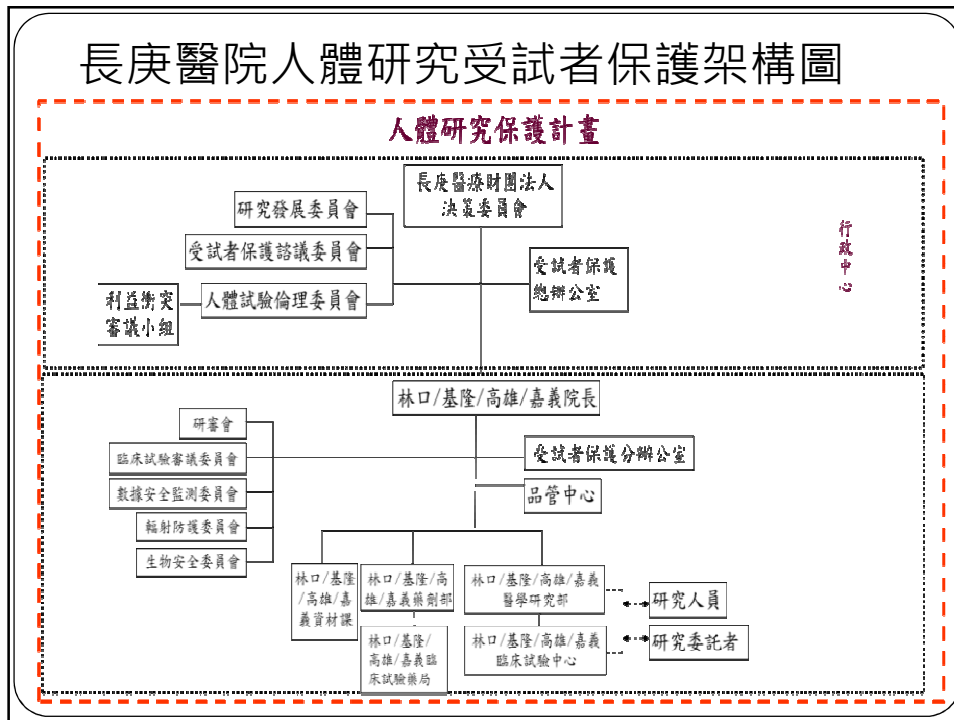 長庚醫院人體研究受試者保護架構圖
人體研究保護計畫
長庚醫療財團法人
決策委員會
研究發展委員會
受試者保護諮議委員會
人體試驗倫理委員會
利益衝突
審議小組
受試者保護
總辦公室
行政中心
林口/基隆/高雄/嘉義院長
研審會
臨床試驗審議委員會
數據安全監測委員會
輻射防護委員會
生物安全委員會
受試者保護分辦公室
品管中心
林口/基隆
/高雄/嘉
義資材課
林口/基隆/高
雄/嘉義藥劑部
林口/基隆/高雄/嘉義
醫學研究部
林口/基隆/
高雄/嘉義臨
床試驗藥局
林口/基隆/高雄/嘉義
臨床試驗中心
研究人員
研究委託者